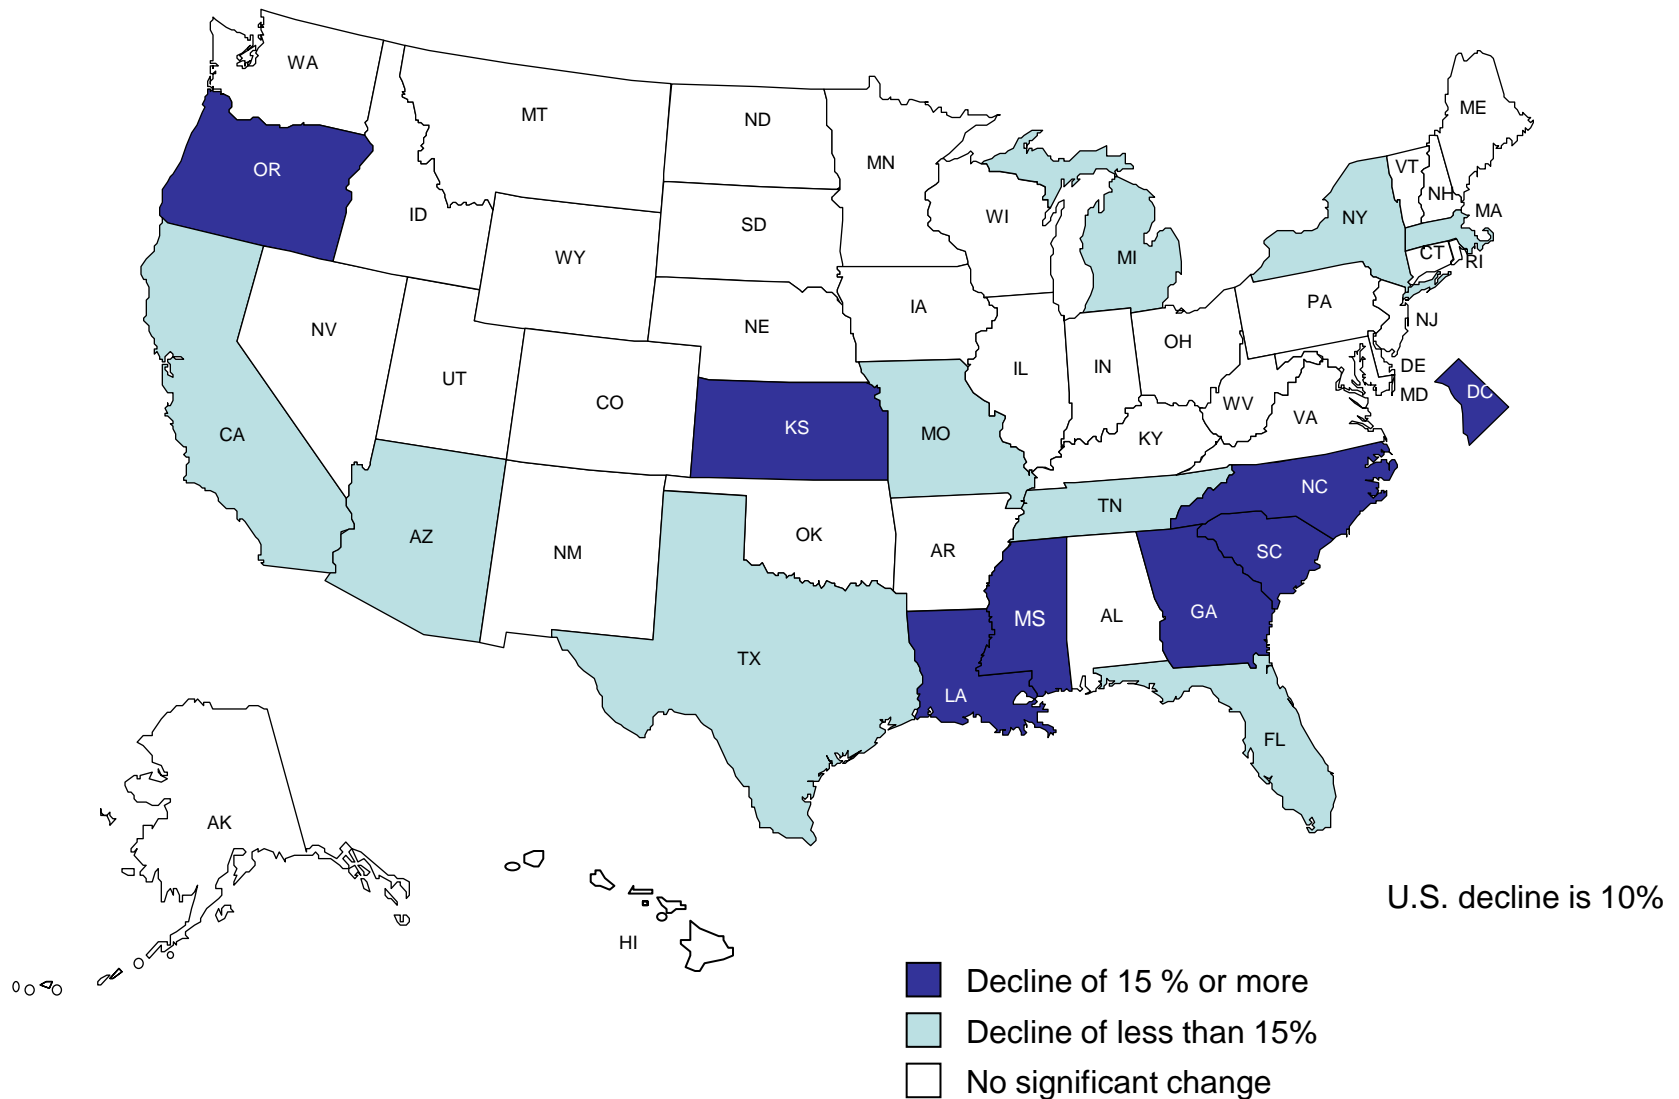 WA
MT
ND
MN
ME
OR
ID
SD
WI
VT
NH
NY
MA
WY
MI
CT
RI
NV
NE
IA
PA
NJ
UT
CO
IL
IN
OH
DE
MD
DC
CA
KS
MO
KY
WV
VA
AZ
NM
OK
AR
TN
NC
SC
TX
LA
MS
AL
GA
FL
AK
HI
U.S. decline is 10%
Decline of 15 % or more
Decline of less than 15%
No significant change